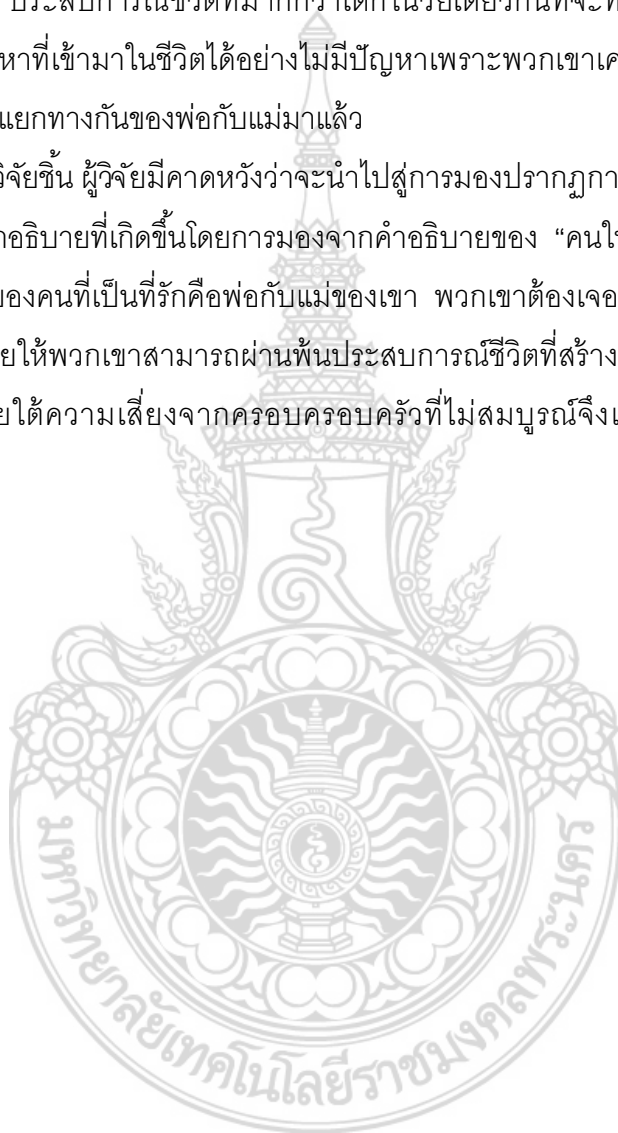 ประสบการณ์ชีวิตที่มากกว่าเด็กในวัยเดียวกันที่จะ
หาที่เข้ามาในชีวิตได้อย่างไม่มีปัญหาเพราะพวกเขาเค
แยกทางกันของพ่อกับแม่มาแล้ว
วิจัยชิ้น ผู้วิจัยมีคาดหวังว่าจะนำไปสู่การมองปรากฏกา
อธิบายที่เกิดขึ้นโดยการมองจากคำอธิบายของ “คนใ
ของคนที่เป็นที่รักคือพ่อกับแม่ของเขา พวกเขาต้องเจอ
ยให้พวกเขาสามารถผ่านพ้นประสบการณ์ชีวิตที่สร้าง
ยใต้ความเสี่ยงจากครอบครอบครัวที่ไม่สมบูรณ์จึงเ
มหาวิทยาลัยเทคโนโลยีราชมงคลพระนคร